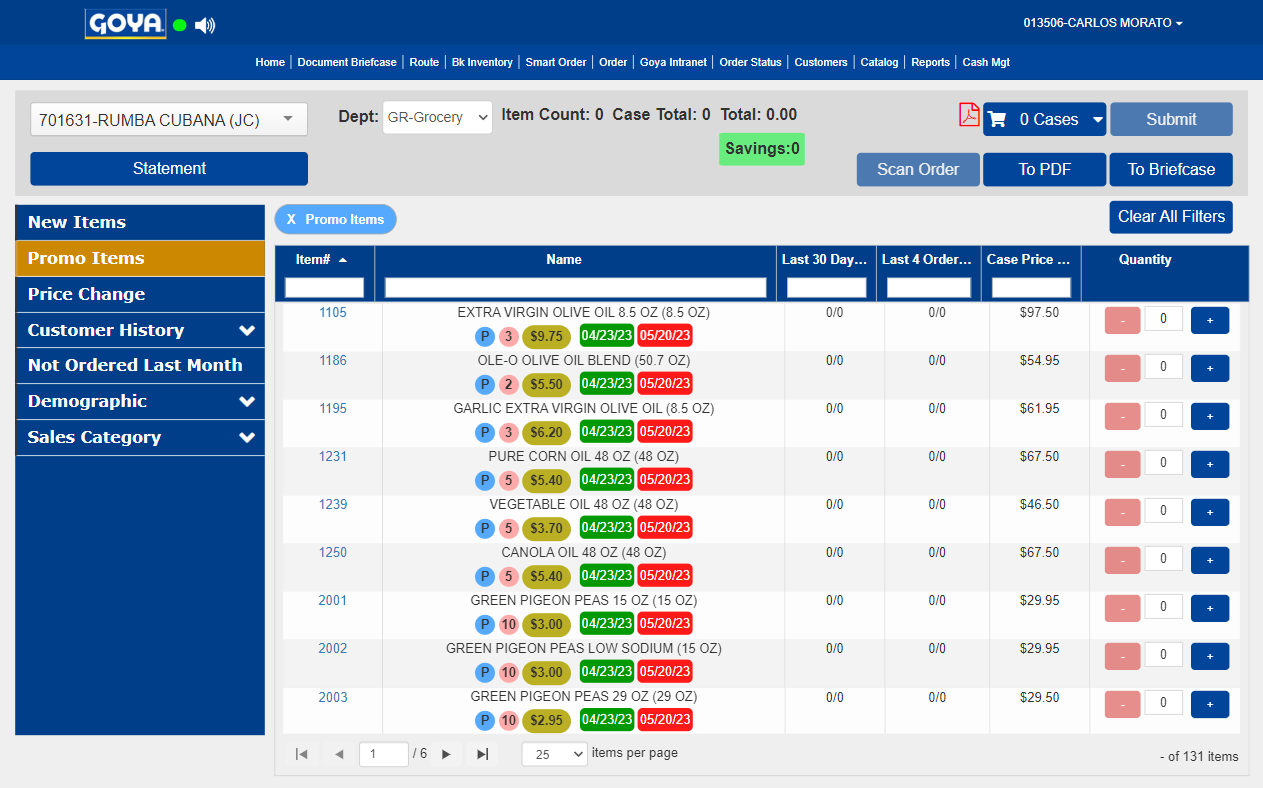 GOYA
013506-CARLOS MORATO
Home Document Briefcase Route Bk Inventory Smart Order Order Goya Intranet Order Status Customers Catalog Reports Cash Mgt
701631-RUMBA CUBANA (JC)
Dept: GR-Grocery
Item Count: 0 Case Total: 0 Total: 0.00
Savings:0
0 Cases
Submit
Statement
Scan Order
To PDF
To Briefcase
New Items
Promo Items
Price Change
Customer History
Not Ordered Last Month
Demographic
Sales Category
X Promo Items
Clear All Filters
Item# Name Last 30 Day... Last 4 Order... Case Price ... Quantity
1105 EXTRA VIRGIN OLIVE OIL 8.5 OZ (8.5 OZ) 0/0 0/0 $97.50 - 0 +
P 3 $9.75 04/23/23 05/20/23
1186 OLE-O OLIVE OIL BLEND (50.7 OZ) 0/0 0/0 $54.95 - 0 +
P 2 $5.50 04/23/23 05/20/23
1195 GARLIC EXTRA VIRGIN OLIVE OIL (8.5 OZ) 0/0 0/0 $61.95 - 0 +
P 3 $6.20 04/23/23 05/20/23
1231 PURE CORN OIL 48 OZ (48 OZ) 0/0 0/0 $67.50 - 0 +
P 5 $5.40 04/23/23 05/20/23
1239 VEGETABLE OIL 48 OZ (48 OZ) 0/0 0/0 $46.50 - 0 +
P 5 $3.70 04/23/23 05/20/23
1250 CANOLA OIL 48 OZ (48 OZ) 0/0 0/0 $67.50 - 0 +
P 5 $5.40 04/23/23 05/20/23
2001 GREEN PIGEON PEAS 15 OZ (15 OZ) 0/0 0/0 $29.95 - 0 +
P 10 $3.00 04/23/23 05/20/23
2002 GREEN PIGEON PEAS LOW SODIUM (15 OZ) 0/0 0/0 $29.95 - 0 +
P 10 $3.00 04/23/23 05/20/23
2003 GREEN PIGEON PEAS 29 OZ (29 OZ) 0/0 0/0 $29.50 - 0 +
P 10 $2.95 04/23/23 05/20/23
1 / 6 25 items per page - of 131 items